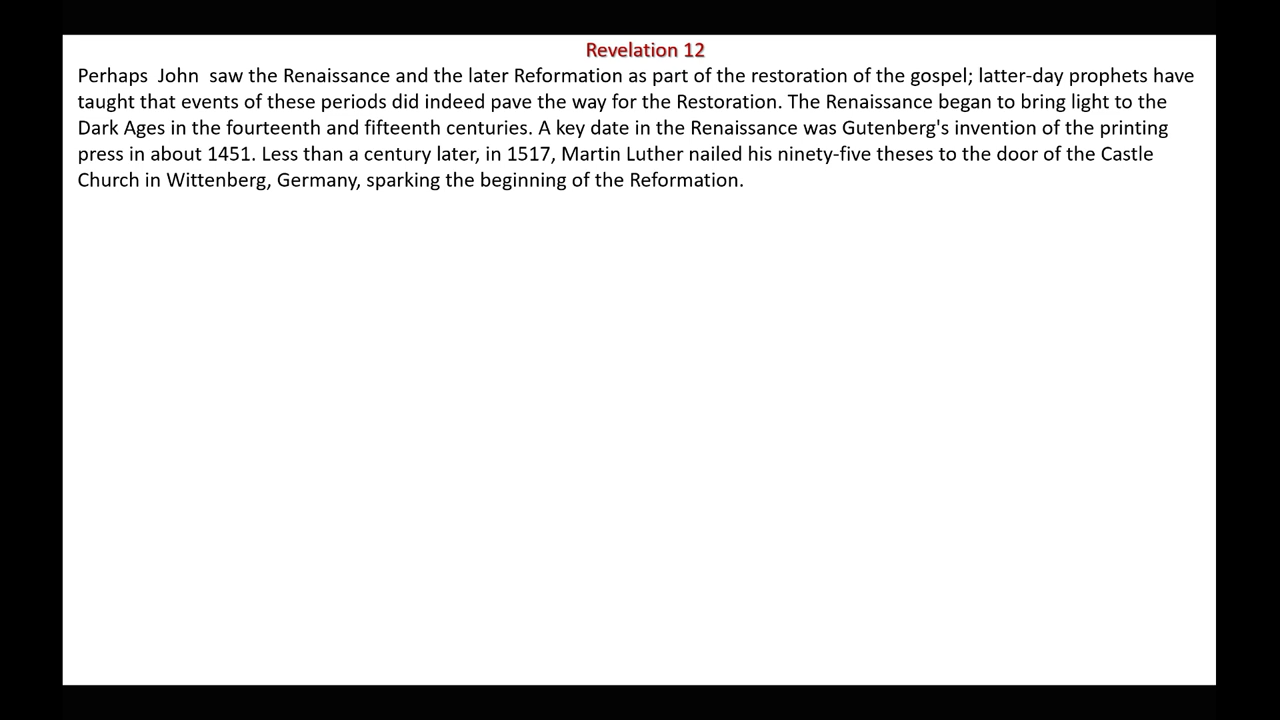 Revelation 12
Perhaps  John  saw the Renaissance and the later Reformation as part of the restoration of the gospel; latter-day prophets have
taught that events of these periods did indeed pave the way for the Restoration. The Renaissance began to bring light to the
Dark Ages in the fourteenth and fifteenth centuries. A key date in the Renaissance was Gutenberg's invention of the printing
press in about 1451. Less than a century later, in 1517, Martin Luther nailed his ninety-five theses to the door of the Castle
Church in Wittenberg, Germany, sparking the beginning of the Reformation.